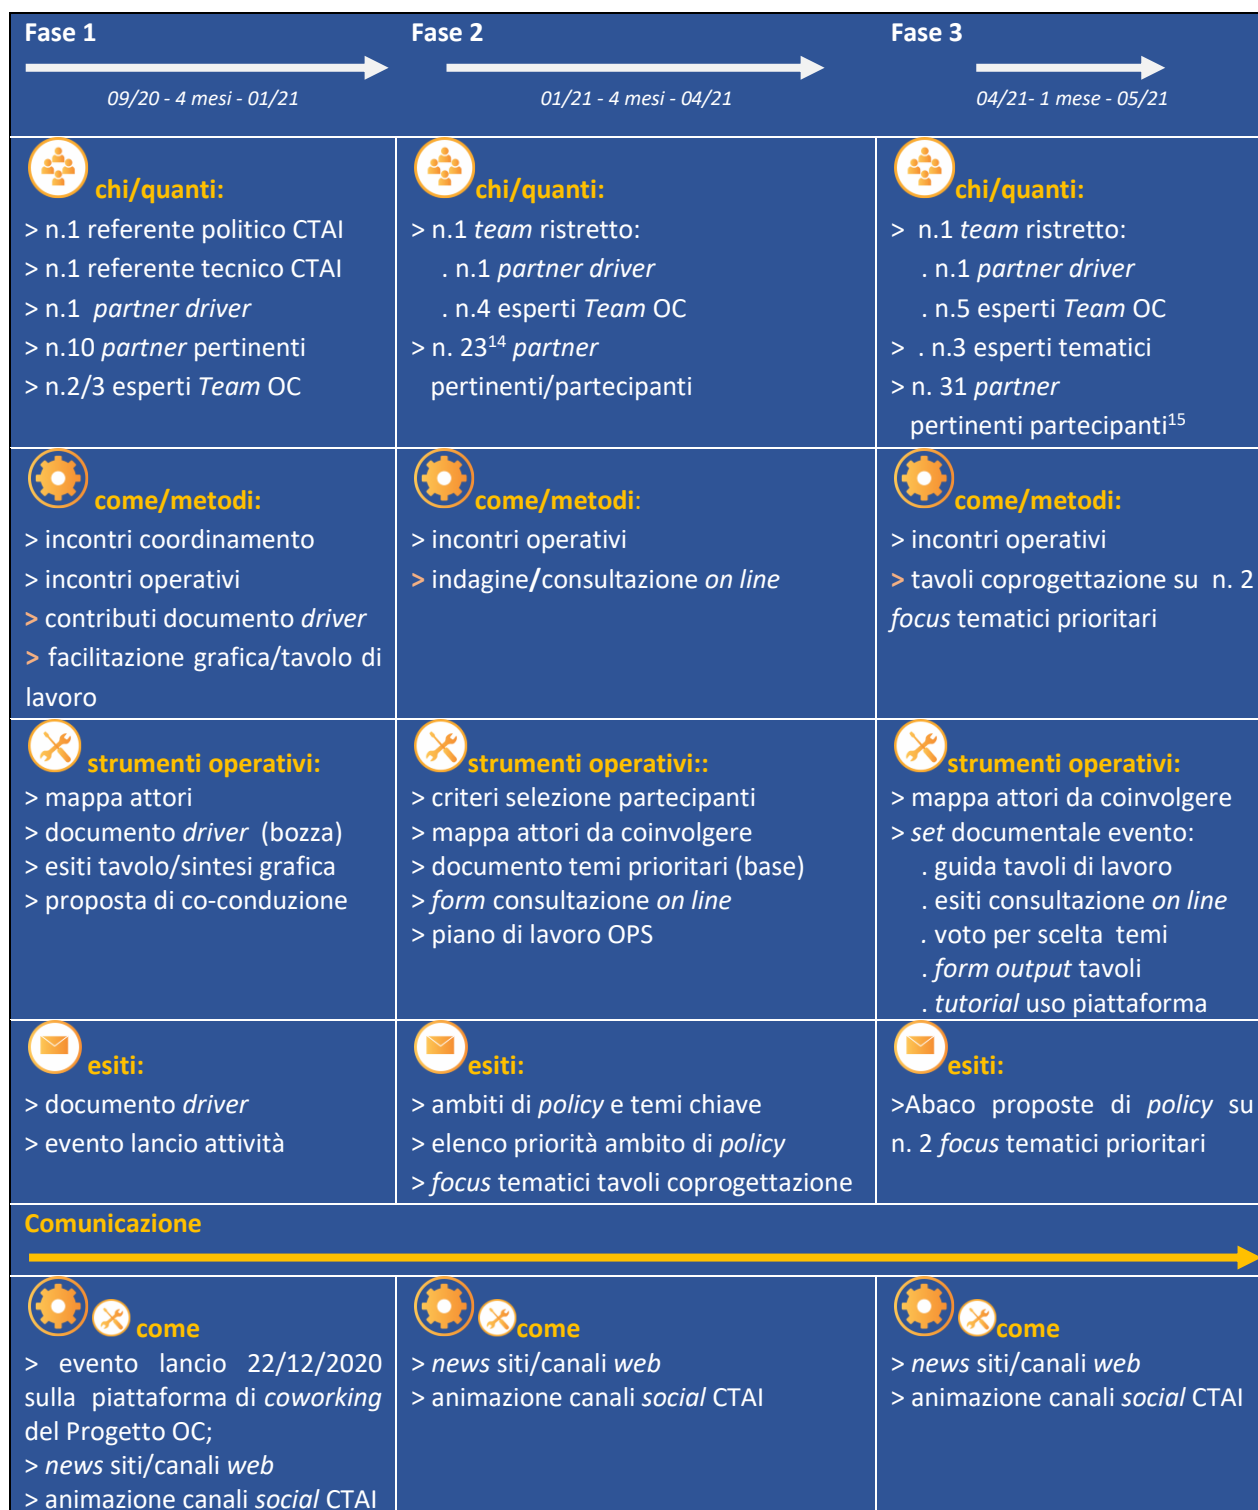 Fase 1
09/20 - 4 mesi - 01/21
Fase 2
01/21 - 4 mesi - 04/21
Fase 3
04/21- 1 mese - 05/21
chi/quanti:
> n.1 referente politico CTAI
> n.1 referente tecnico CTAI
> n.1 partner driver
> n.10 partner pertinenti
> n.2/3 esperti Team OC
chi/quanti:
> n.1 team ristretto:
. n.1 partner driver
. n.4 esperti Team OC
> n. 23¹⁴ partner
pertinenti/partecipanti
chi/quanti:
> n.1 team ristretto:
. n.1 partner driver
. n.5 esperti Team OC
> . n.3 esperti tematici
> n. 31 partner
pertinenti partecipanti¹⁵
come/metodi:
> incontri coordinamento
> incontri operativi
> contributi documento driver
> facilitazione grafica/tavolo di
lavoro
come/metodi:
> incontri operativi
> indagine/consultazione on line
come/metodi:
> incontri operativi
> tavoli coprogettazione su n. 2
focus tematici prioritari
strumenti operativi:
> mappa attori
> documento driver (bozza)
> esiti tavolo/sintesi grafica
> proposta di co-conduzione
strumenti operativi::
> criteri selezione partecipanti
> mappa attori da coinvolgere
> documento temi prioritari (base)
> form consultazione on line
> piano di lavoro OPS
strumenti operativi:
> mappa attori da coinvolgere
> set documentale evento:
. guida tavoli di lavoro
. esiti consultazione on line
. voto per scelta temi
. form output tavoli
. tutorial uso piattaforma
esiti:
> documento driver
> evento lancio attività
esiti:
> ambiti di policy e temi chiave
> elenco priorità ambito di policy
> focus tematici tavoli coprogettazione
esiti:
>Abaco proposte di policy su
n. 2 focus tematici prioritari
Comunicazione
come
> evento lancio 22/12/2020
sulla piattaforma di coworking
del Progetto OC;
> news siti/canali web
> animazione canali social CTAI
come
> news siti/canali web
> animazione canali social CTAI
come
> news siti/canali web
> animazione canali social CTAI